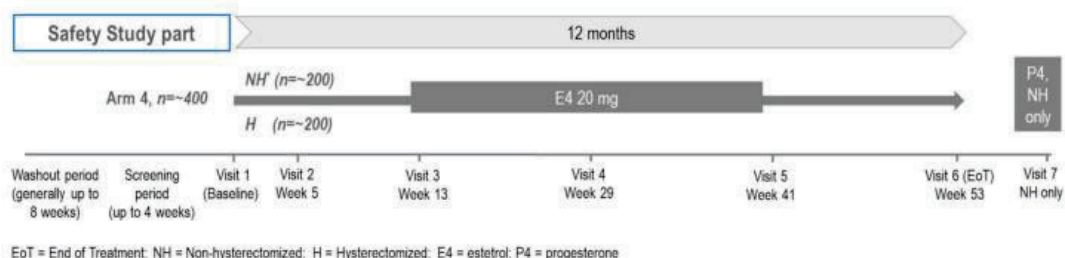 Safety Study part
12 months
NH* (n=~200)
Arm 4, n=~400
E4 20 mg
H (n=~200)
P4,
NH
only
Washout period
(generally up to
8 weeks)
Screening
period
(up to 4 weeks)
Visit 1
(Baseline)
Visit 2
Week 5
Visit 3
Week 13
Visit 4
Week 29
Visit 5
Week 41
Visit 6 (EoT)
Week 53
Visit 7
NH only
EoT = End of Treatment; NH = Non-hysterectomized; H = Hysterectomized; E4 = estetrol; P4 = progesterone